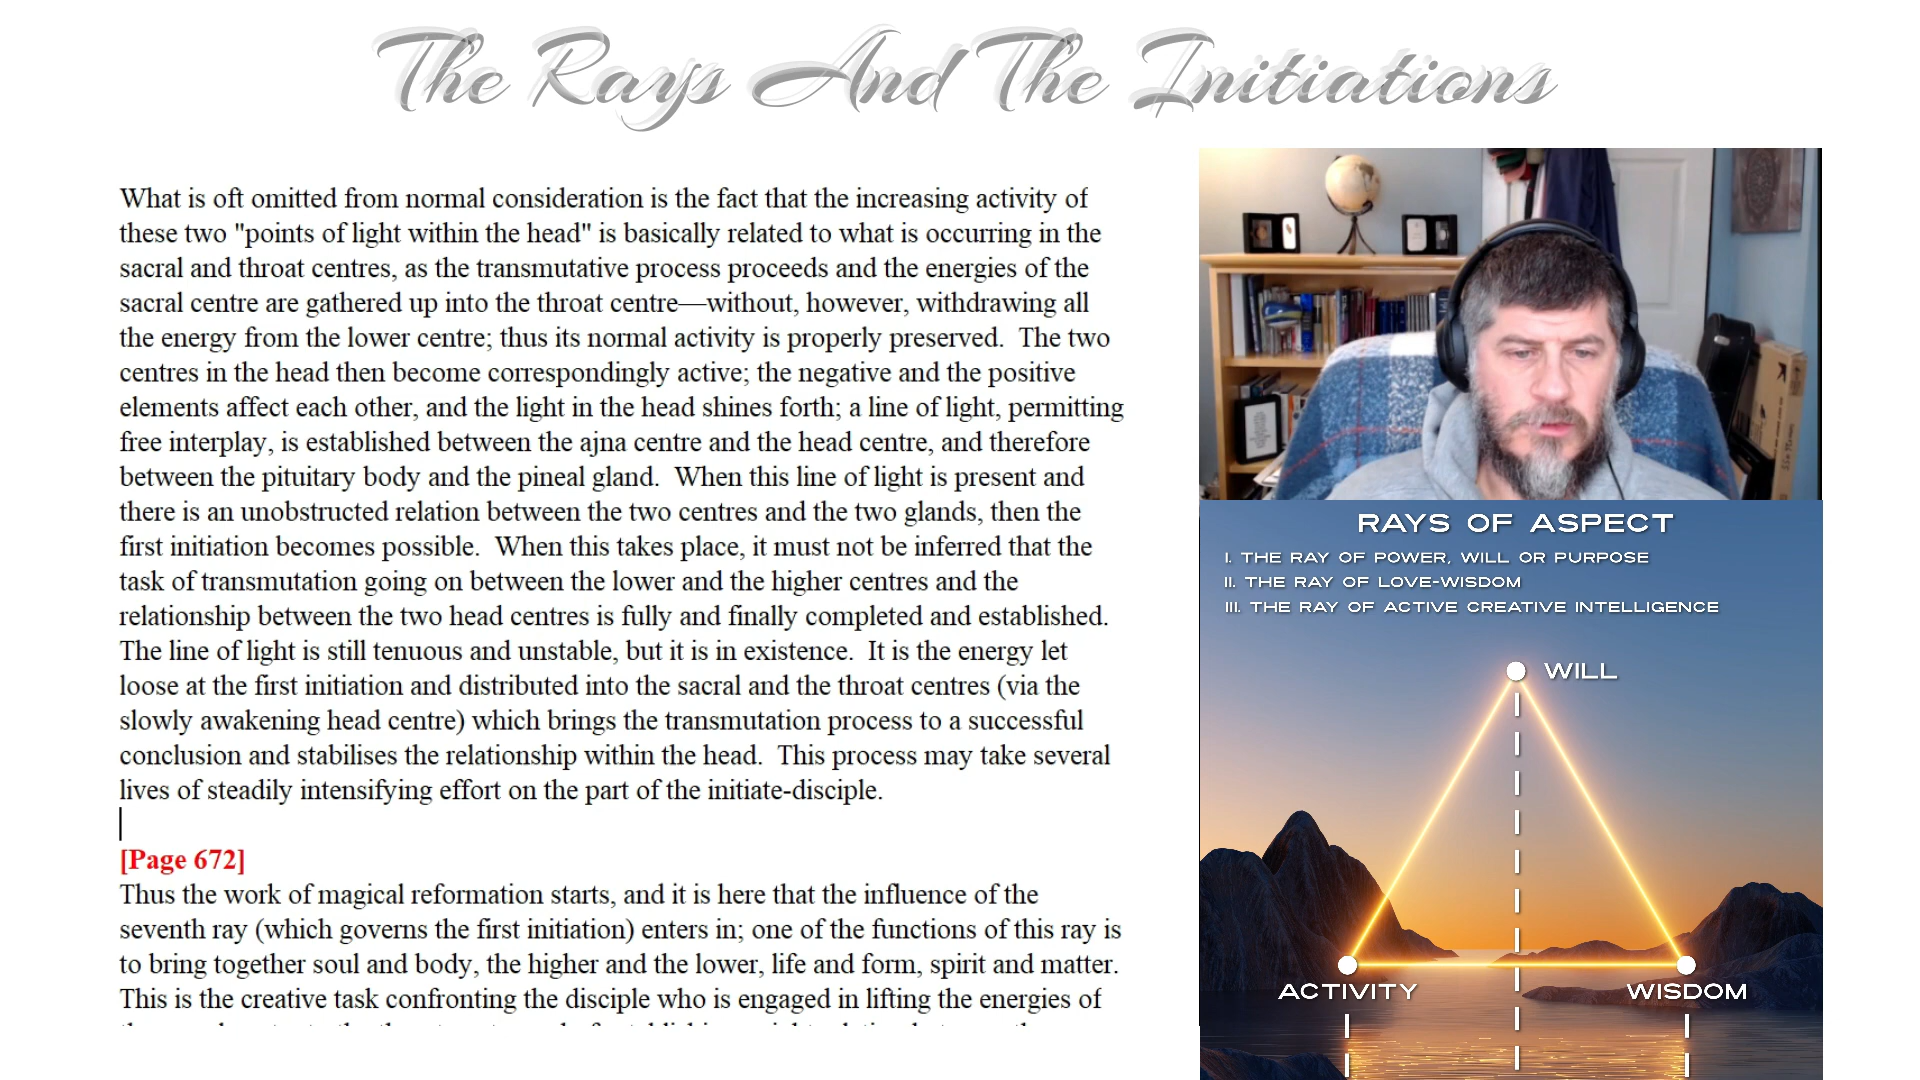 The Rays And The Initiations
What is oft omitted from normal consideration is the fact that the increasing activity of
these two "points of light within the head" is basically related to what is occurring in the
sacral and throat centres, as the transmutative process proceeds and the energies of the
sacral centre are gathered up into the throat centre—without, however, withdrawing all
the energy from the lower centre; thus its normal activity is properly preserved.  The two
centres in the head then become correspondingly active; the negative and the positive
elements affect each other, and the light in the head shines forth; a line of light, permitting
free interplay, is established between the ajna centre and the head centre, and therefore
between the pituitary body and the pineal gland.  When this line of light is present and
there is an unobstructed relation between the two centres and the two glands, then the
first initiation becomes possible.  When this takes place, it must not be inferred that the
task of transmutation going on between the lower and the higher centres and the
relationship between the two head centres is fully and finally completed and established.
The line of light is still tenuous and unstable, but it is in existence.  It is the energy let
loose at the first initiation and distributed into the sacral and the throat centres (via the
slowly awakening head centre) which brings the transmutation process to a successful
conclusion and stabilises the relationship within the head.  This process may take several
lives of steadily intensifying effort on the part of the initiate-disciple.
[Page 672]
Thus the work of magical reformation starts, and it is here that the influence of the
seventh ray (which governs the first initiation) enters in; one of the functions of this ray is
to bring together soul and body, the higher and the lower, life and form, spirit and matter.
This is the creative task confronting the disciple who is engaged in lifting the energies of
RAYS OF ASPECT
I. THE RAY OF POWER, WILL OR PURPOSE
II. THE RAY OF LOVE-WISDOM
III. THE RAY OF ACTIVE CREATIVE INTELLIGENCE
WILL
ACTIVITY
WISDOM